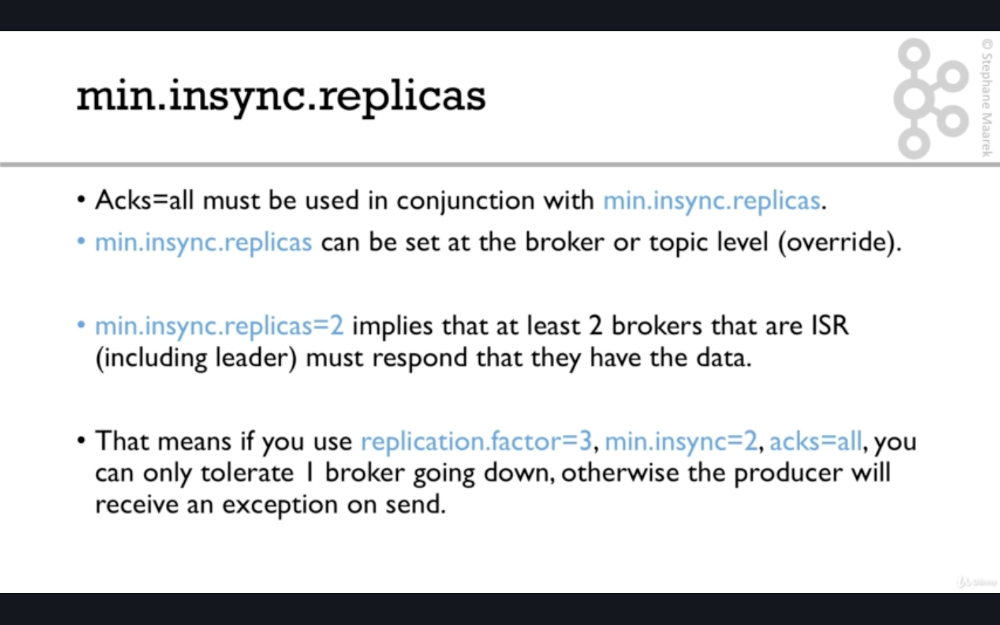 min.insync.replicas
© Stephane Maarek
• Acks=all must be used in conjunction with min.insync.replicas.
• min.insync.replicas can be set at the broker or topic level (override).
• min.insync.replicas=2 implies that at least 2 brokers that are ISR
(including leader) must respond that they have the data.
• That means if you use replication.factor=3, min.insync=2, acks=all, you
can only tolerate 1 broker going down, otherwise the producer will
receive an exception on send.
Udemy